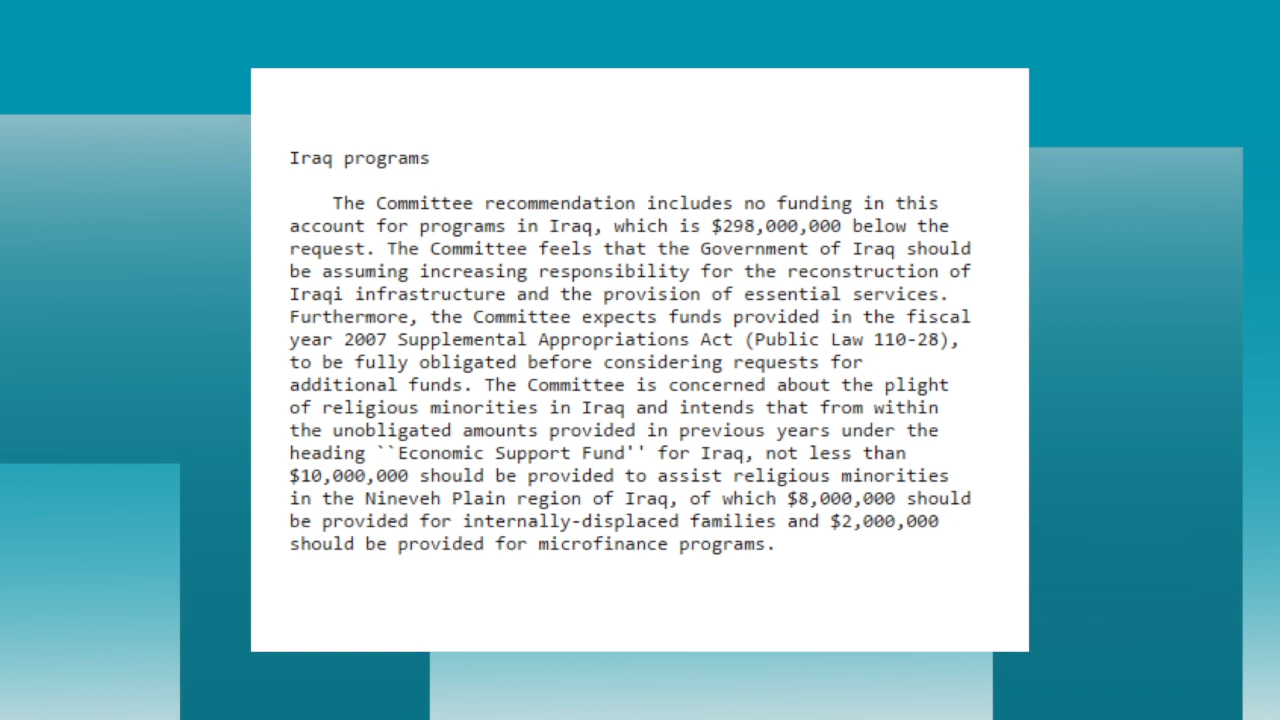 Iraq programs
The Committee recommendation includes no funding in this
account for programs in Iraq, which is $298,000,000 below the
request. The Committee feels that the Government of Iraq should
be assuming increasing responsibility for the reconstruction of
Iraqi infrastructure and the provision of essential services.
Furthermore, the Committee expects funds provided in the fiscal
year 2007 Supplemental Appropriations Act (Public Law 110-28),
to be fully obligated before considering requests for
additional funds. The Committee is concerned about the plight
of religious minorities in Iraq and intends that from within
the unobligated amounts provided in previous years under the
heading ``Economic Support Fund'' for Iraq, not less than
$10,000,000 should be provided to assist religious minorities
in the Nineveh Plain region of Iraq, of which $8,000,000 should
be provided for internally-displaced families and $2,000,000
should be provided for microfinance programs.